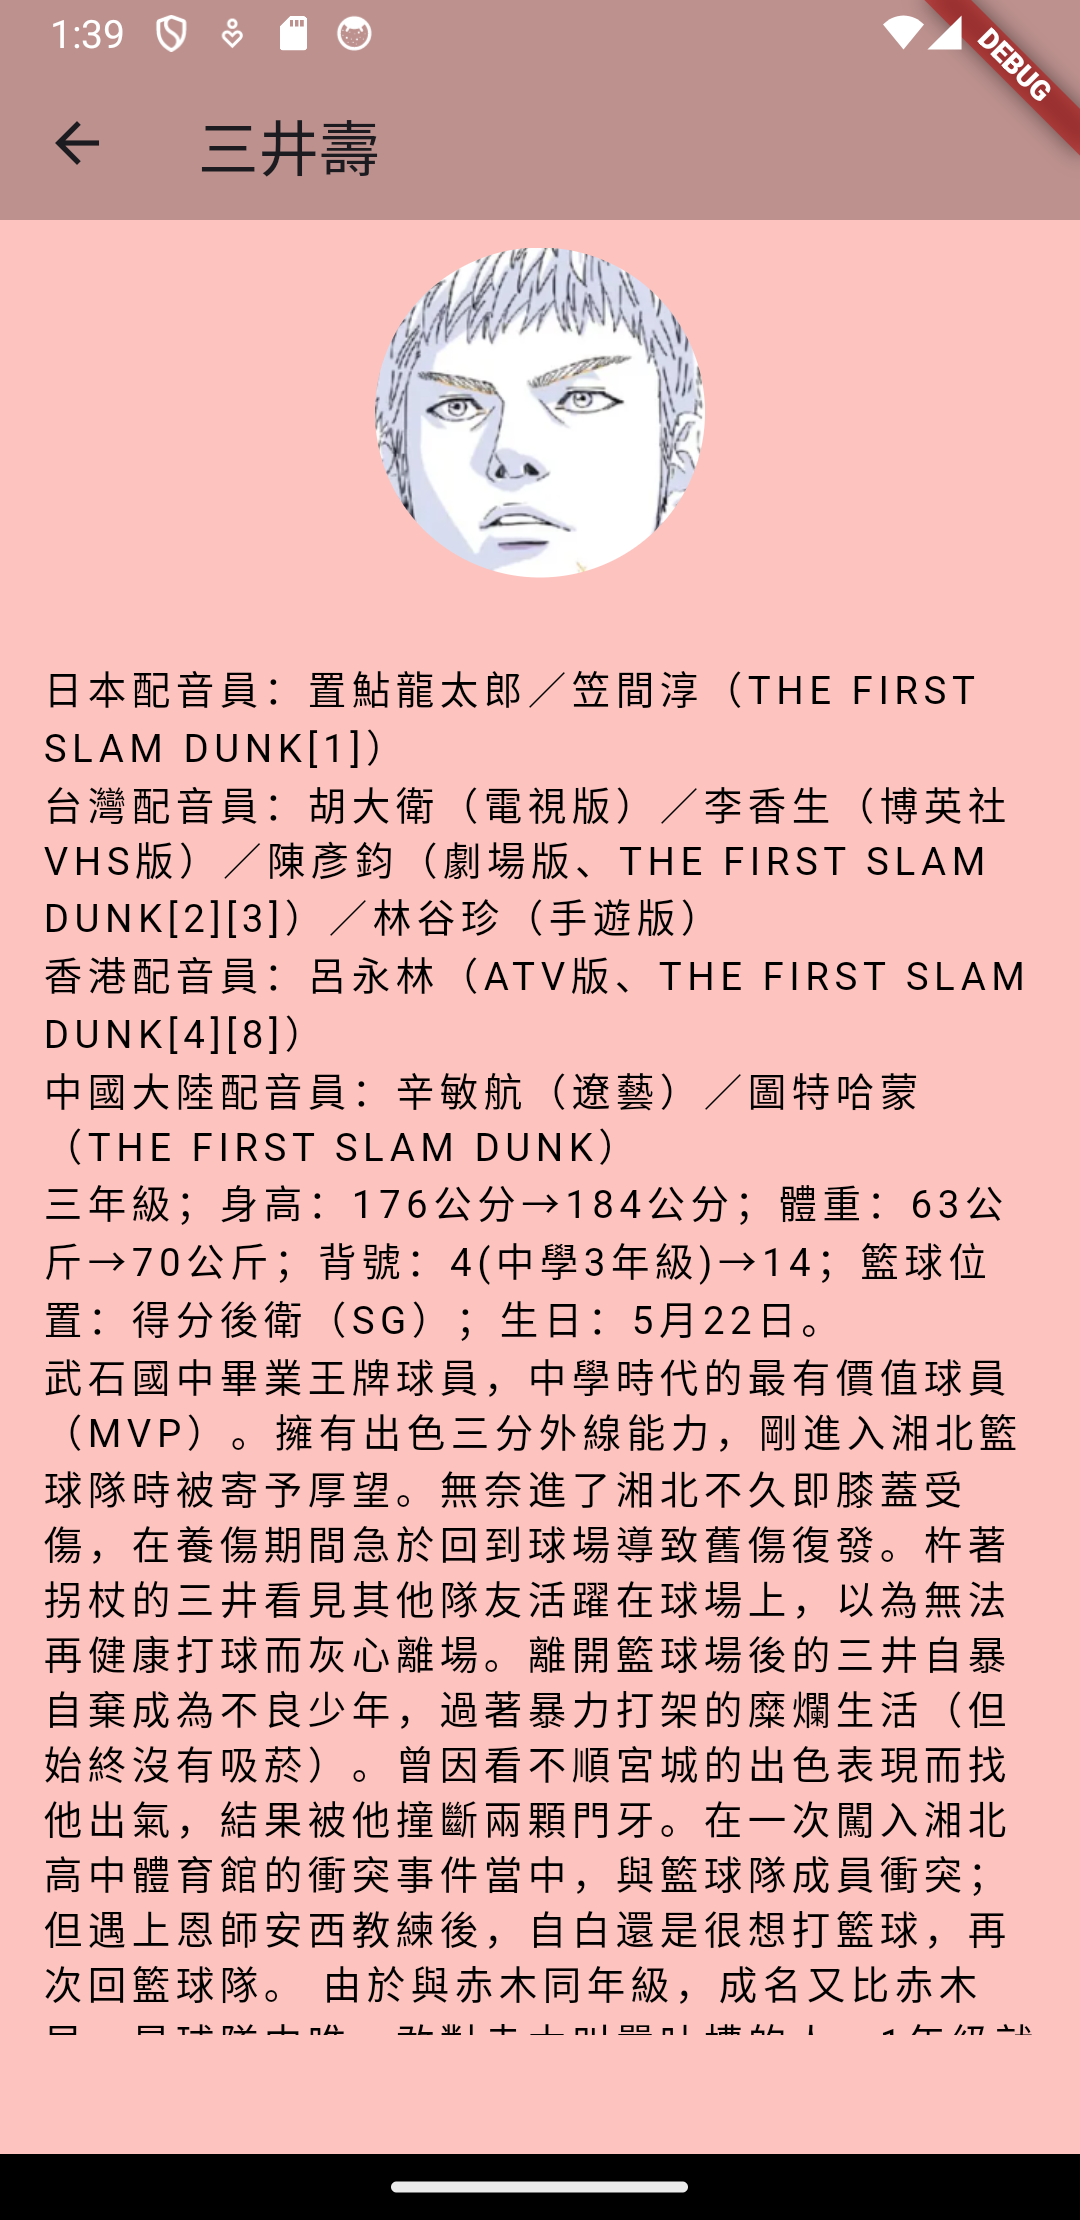 1:39
DEBUG
三井壽
日本配音員：置鮎龍太郎／笠間淳（THE FIRST
SLAM DUNK[1]）
台灣配音員：胡大衛（電視版）／李香生（博英社
VHS版）／陳彥鈞（劇場版、THE FIRST SLAM
DUNK[2][3]）／林谷珍（手遊版）
香港配音員：呂永林（ATV版、THE FIRST SLAM
DUNK[4][8]）
中國大陸配音員：辛敏航（遼藝）／圖特哈蒙
（THE FIRST SLAM DUNK）
三年級；身高：176公分→184公分；體重：63公
斤→70公斤；背號：4(中學3年級)→14；籃球位
置：得分後衛（SG）；生日：5月22日。
武石國中畢業王牌球員，中學時代的最有價值球員
（MVP）。擁有出色三分外線能力，剛進入湘北籃
球隊時被寄予厚望。無奈進了湘北不久即膝蓋受
傷，在養傷期間急於回到球場導致舊傷復發。杵著
拐杖的三井看見其他隊友活躍在球場上，以為無法
再健康打球而灰心離場。離開籃球場後的三井自暴
自棄成為不良少年，過著暴力打架的糜爛生活（但
始終沒有吸菸）。曾因看不順宮城的出色表現而找
他出氣，結果被他撞斷兩顆門牙。在一次闖入湘北
高中體育館的衝突事件當中，與籃球隊成員衝突；
但遇上恩師安西教練後，自白還是很想打籃球，再
次回籃球隊。 由於與赤木同年級，成名又比赤木